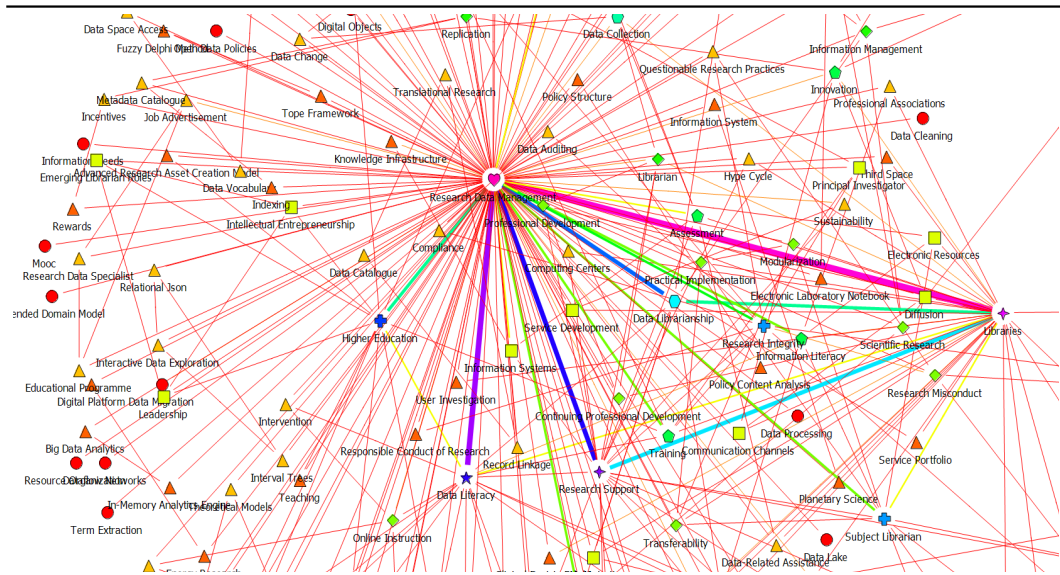 Data Space Access
Digital Objects
Replication
Data Collection
Fuzzy Delphi Method
Data Policies
Data Change
Information Management
Questionable Research Practices
Translational Research
Policy Structure
Innovation
Professional Associations
Metadata Catalogue
Incentives
Job Advertisement
Tope Framework
Information System
Data Cleaning
Data Auditing
Knowledge Infrastructure
Information Needs
Advanced Research Asset Creation Model
Emerging Librarian Roles
Librarian
Hype Cycle
Third Space
Principal Investigator
Data Vocabulary
Indexing
Research Data Management
Intellectual Entrepreneurship
Professional Development
Rewards
Assessment
Sustainability
Compliance
Electronic Resources
Mooc
Data Catalogue
Computing Centers
Modularization
Research Data Specialist
Relational Json
Practical Implementation
Electronic Laboratory Notebook
ended Domain Model
Data Librarianship
Diffusion
Service Development
Libraries
Higher Education
Research Integrity
Scientific Research
Information Literacy
Interactive Data Exploration
Information Systems
Educational Programme
Policy Content Analysis
Research Misconduct
Digital Platform
Data Migration
User Investigation
Leadership
Intervention
Continuing Professional Development
Data Processing
Big Data Analytics
Responsible Conduct of Research
Record Linkage
Training
Communication Channels
Service Portfolio
Interval Trees
Teaching
Data Literacy
Research Support
Planetary Science
In-Memory Analytics Engine
Theoretical Models
Term Extraction
Online Instruction
Transferability
Subject Librarian
Data-Related Assistance
Data Lake